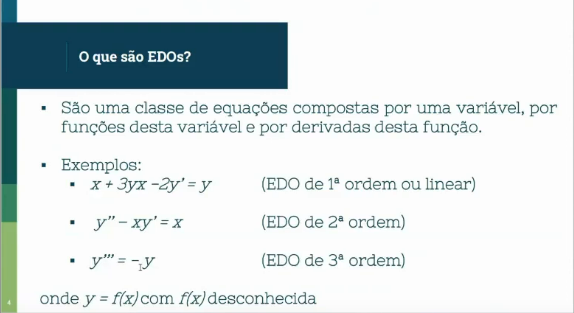 O que são EDOs?
▪ São uma classe de equações compostas por uma variável, por
funções desta variável e por derivadas desta função.
▪ Exemplos:
▪ x + 3yx –2y’ = y (EDO de 1ª ordem ou linear)
▪ y’’ – xy’ = x (EDO de 2ª ordem)
▪ y’’’ = –y (EDO de 3ª ordem)
onde y = f(x) com f(x) desconhecida
4